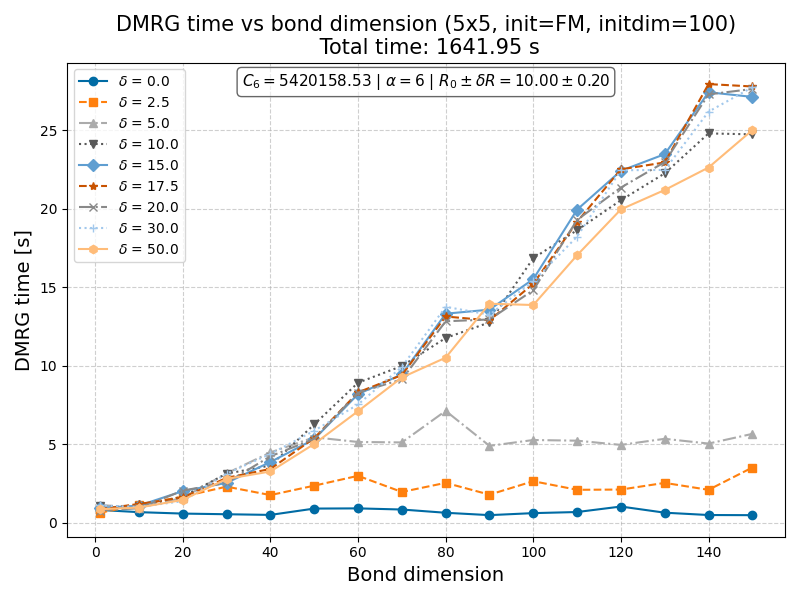 DMRG time vs bond dimension (5x5, init=FM, initdim=100)
Total time: 1641.95 s
C₆ = 5420158.53 | α = 6 | R₀ ± δR = 10.00 ± 0.20
δ = 0.0
δ = 2.5
δ = 5.0
δ = 10.0
δ = 15.0
δ = 17.5
δ = 20.0
δ = 30.0
δ = 50.0
DMRG time [s]
25
20
15
10
5
0
0 20 40 60 80 100 120 140
Bond dimension